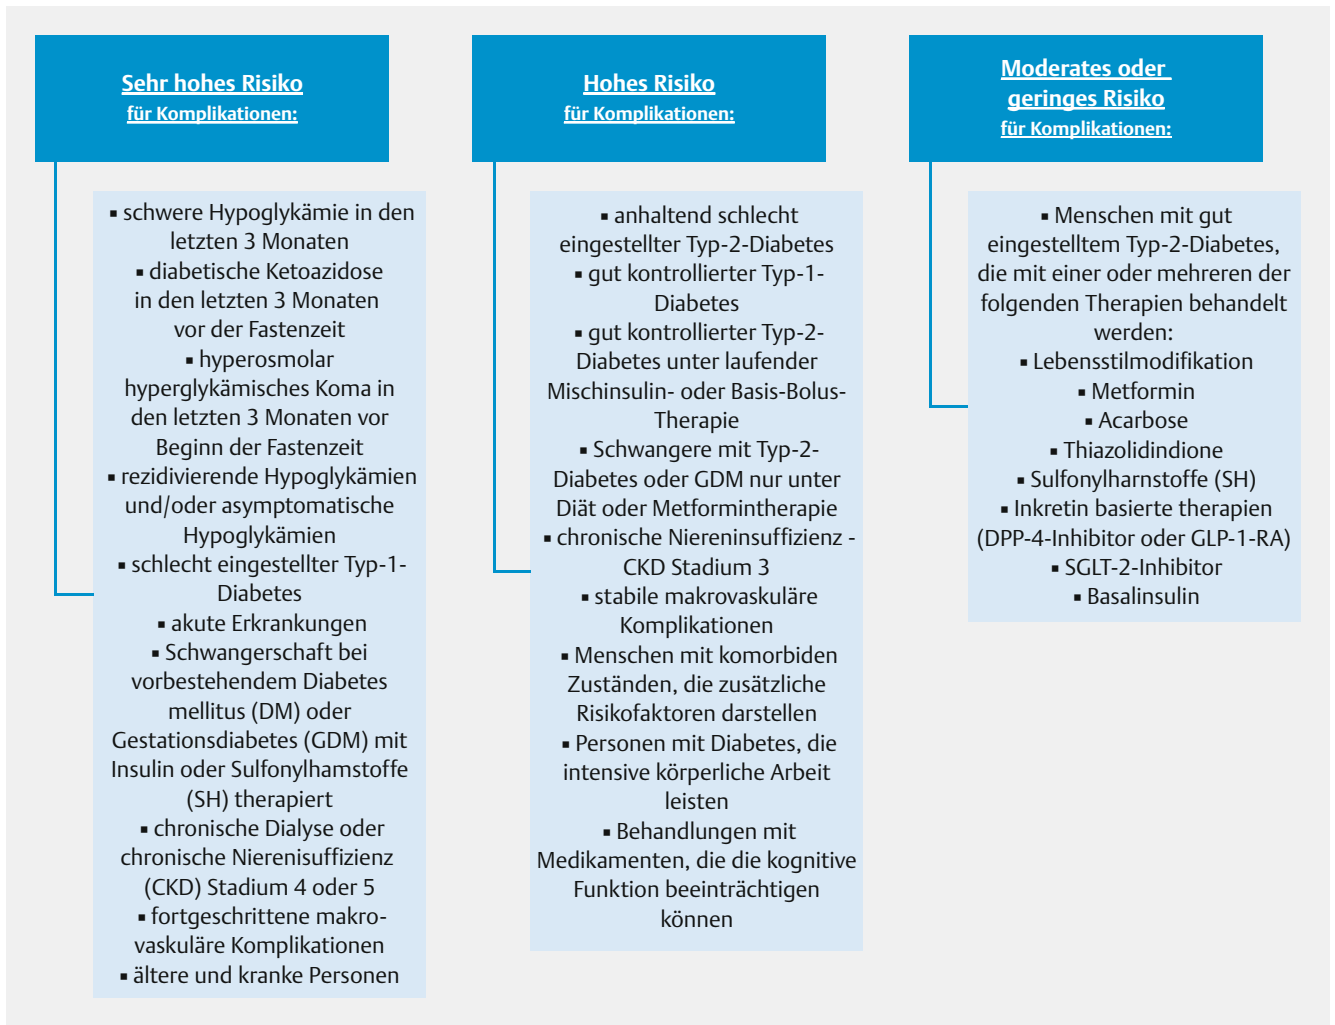 Sehr hohes Risiko
für Komplikationen:
▪ schwere Hypoglykämie in den
letzten 3 Monaten
▪ diabetische Ketoazidose
in den letzten 3 Monaten
vor der Fastenzeit
▪ hyperosmolar
hyperglykämisches Koma in
den letzten 3 Monaten vor
Beginn der Fastenzeit
▪ rezidivierende Hypoglykämien
und/oder asymptomatische
Hypoglykämien
▪ schlecht eingestellter Typ-1-
Diabetes
▪ akute Erkrankungen
▪ Schwangerschaft bei
vorbestehendem Diabetes
mellitus (DM) oder
Gestationsdiabetes (GDM) mit
Insulin oder Sulfonylhamstoffe
(SH) therapiert
▪ chronische Dialyse oder
chronische Nierenisuffizienz
(CKD) Stadium 4 oder 5
▪ fortgeschrittene makro-
vaskuläre Komplikationen
▪ ältere und kranke Personen
Hohes Risiko
für Komplikationen:
▪ anhaltend schlecht
eingestellter Typ-2-Diabetes
▪ gut kontrollierter Typ-1-
Diabetes
▪ gut kontrollierter Typ-2-
Diabetes unter laufender
Mischinsulin- oder Basis-Bolus-
Therapie
▪ Schwangere mit Typ-2-
Diabetes oder GDM nur unter
Diät oder Metformintherapie
▪ chronische Niereninsuffizienz -
CKD Stadium 3
▪ stabile makrovaskuläre
Komplikationen
▪ Menschen mit komorbiden
Zuständen, die zusätzliche
Risikofaktoren darstellen
▪ Personen mit Diabetes, die
intensive körperliche Arbeit
leisten
▪ Behandlungen mit
Medikamenten, die die kognitive
Funktion beeinträchtigen
können
Moderates oder
geringes Risiko
für Komplikationen:
▪ Menschen mit gut
eingestelltem Typ-2-Diabetes,
die mit einer oder mehreren der
folgenden Therapien behandelt
werden:
▪ Lebensstilmodifikation
▪ Metformin
▪ Acarbose
▪ Thiazolidindione
▪ Sulfonylharnstoffe (SH)
▪ Inkretin basierte therapien
(DPP-4-Inhibitor oder GLP-1-RA)
▪ SGLT-2-Inhibitor
▪ Basalinsulin